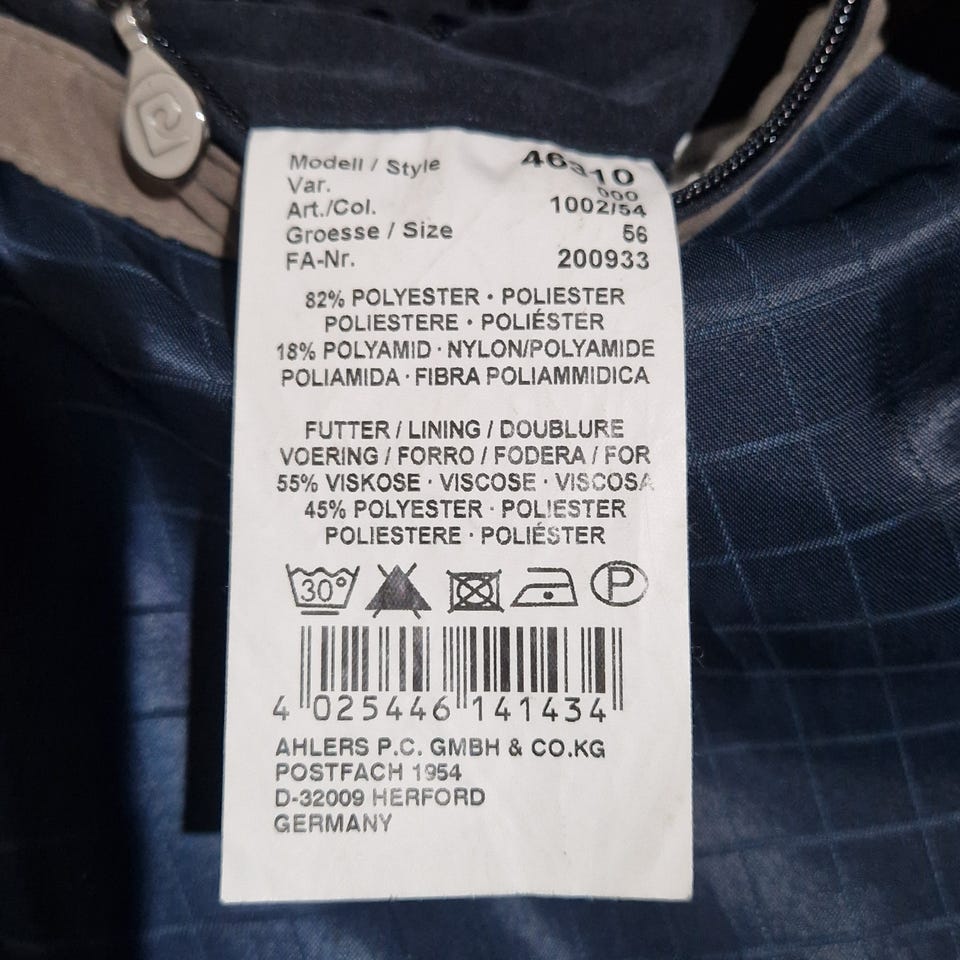 Modell / Style 46310
Var. 000
Art./Col. 1002/54
Groesse / Size 56
FA-Nr. 200933
82% POLYESTER · POLIESTER
POLIESTERE · POLIÉSTER
18% POLYAMID · NYLON/POLYAMIDE
POLIAMIDA · FIBRA POLIAMMIDICA
FUTTER / LINING / DOUBLURE
VOERING / FORRO / FODERA / FOR
55% VISKOSE · VISCOSE · VISCOSA
45% POLYESTER · POLIESTER
POLIESTERE · POLIÉSTER
30° P
4 025446 141434
AHLERS P.C. GMBH & CO.KG
POSTFACH 1954
D-32009 HERFORD
GERMANY